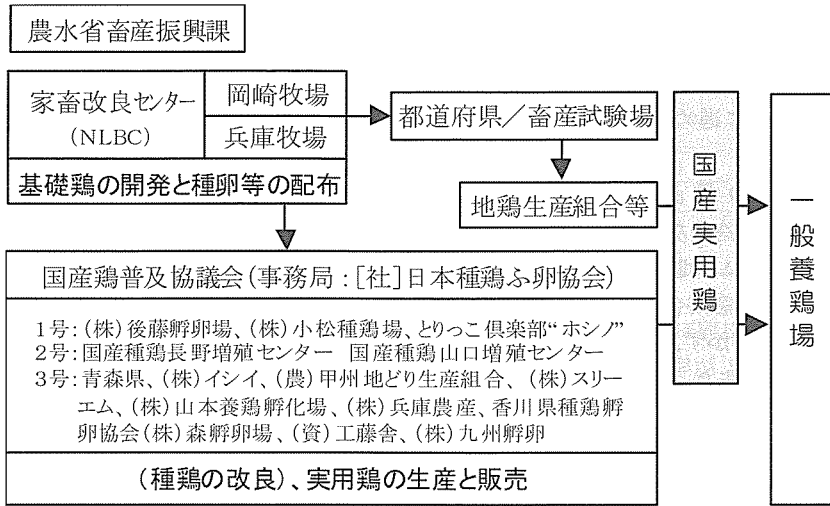 農水省畜産振興課
家畜改良センター
(NLBC)
岡崎牧場
兵庫牧場
基礎鶏の開発と種卵等の配布
都道府県／畜産試験場
地鶏生産組合等
国産実用鶏
一般養鶏場
国産鶏普及協議会(事務局：[社]日本種鶏ふ卵協会)
1号：(株)後藤孵卵場、(株)小松種鶏場、とりっこ倶楽部“ホシノ”
2号：国産種鶏長野増殖センター 国産種鶏山口増殖センター
3号：青森県、(株)イシイ、(農)甲州地どり生産組合、(株)スリー
エム、(株)山本養鶏孵化場、(株)兵庫農産、香川県種鶏孵
卵協会(株)森孵卵場、(資)工藤舎、(株)九州孵卵
(種鶏の改良)、実用鶏の生産と販売